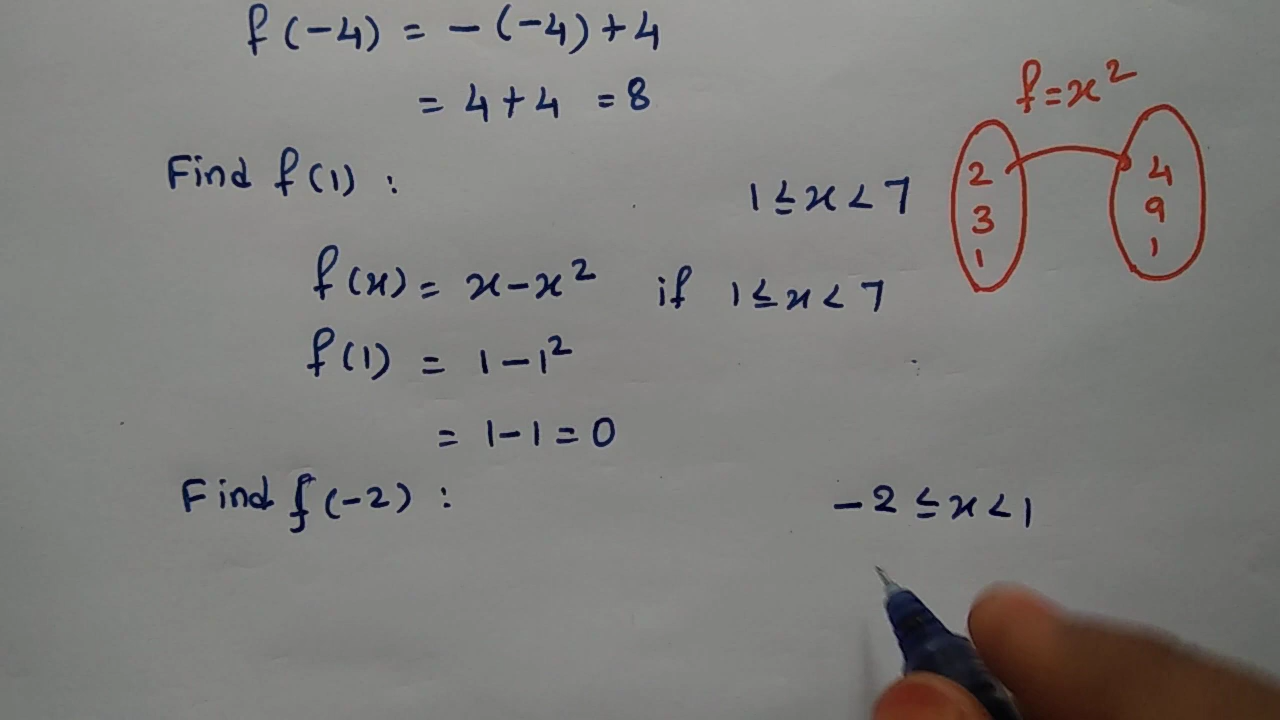 f(-4) = -(-4)+4
= 4+4 = 8
f=x²
Find f(1) :
1≤x<7
2 4
3 9
1 1
f(x) = x-x² if 1≤x<7
f(1) = 1-1²
= 1-1=0
Find f(-2) :
-2≤x<1